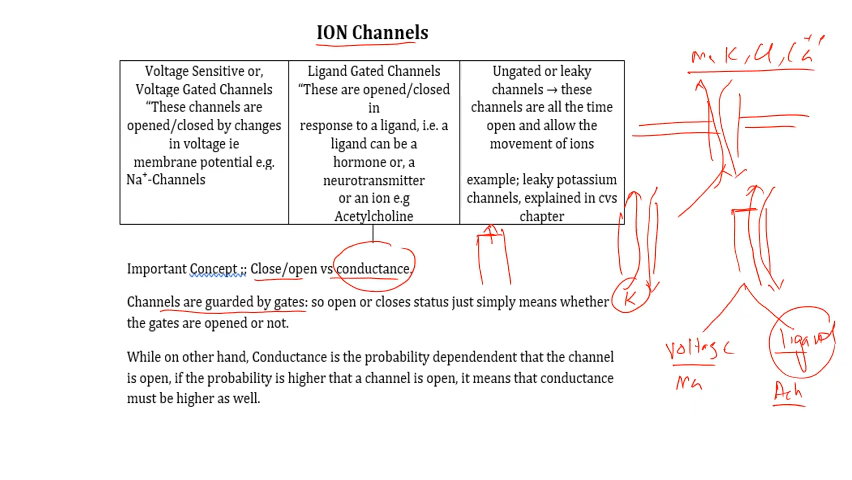 ION Channels
Voltage Sensitive or,
Voltage Gated Channels
“These channels are
opened/closed by changes
in voltage ie
membrane potential e.g.
Na+-Channels
Ligand Gated Channels
“These are opened/closed
in
response to a ligand, i.e. a
ligand can be a
hormone or, a
neurotransmitter
or an ion e.g
Acetylcholine
Ungated or leaky
channels → these
channels are all the time
open and allow the
movement of ions
example; leaky potassium
channels, explained in cvs
chapter
Important Concept ;; Close/open vs conductance.
Channels are guarded by gates: so open or closes status just simply means whether
the gates are opened or not.
While on other hand, Conductance is the probability dependendent that the channel
is open, if the probability is higher that a channel is open, it means that conductance
must be higher as well.
Na K, Cl, Ca++
K
Voltage
Na
ligand
Ach